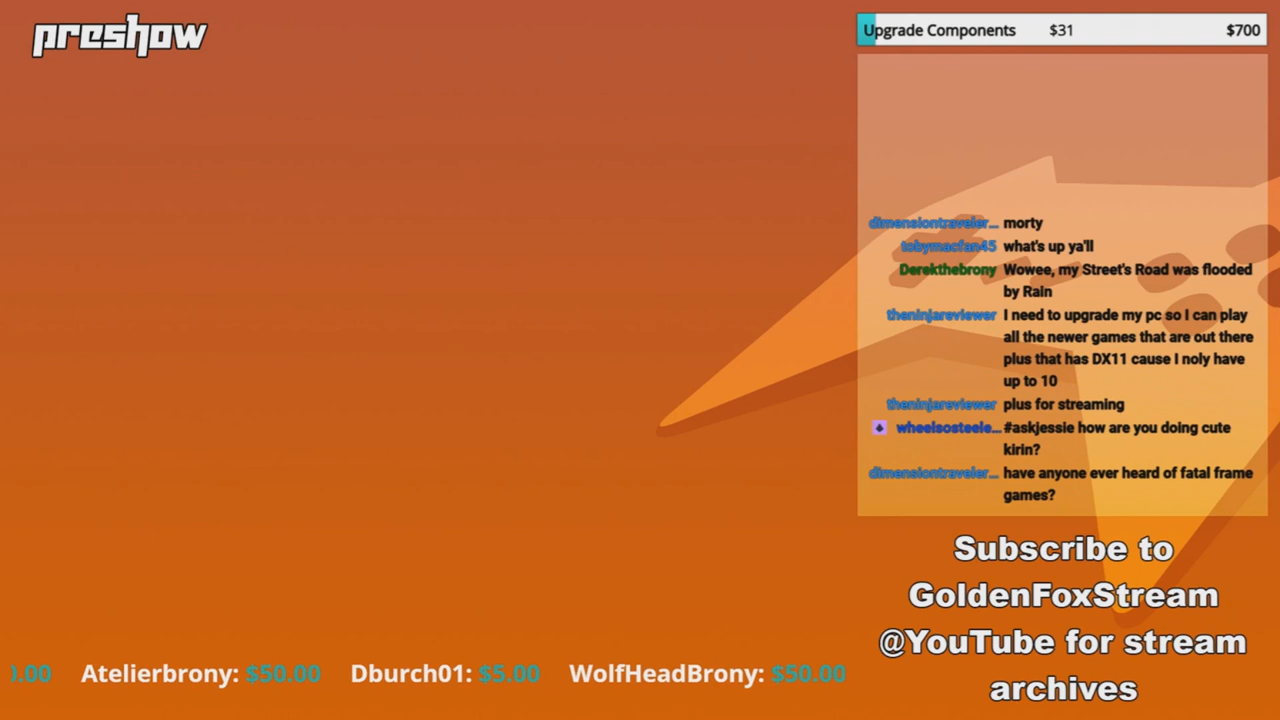 preshow
Upgrade Components $31 $700
dimensiontraveler... morty
tobymacfan45 what's up ya'll
Derekthebrony Wowee, my Street's Road was flooded
by Rain
theninjareviewer I need to upgrade my pc so I can play
all the newer games that are out there
plus that has DX11 cause I noly have
up to 10
theninjareviewer plus for streaming
wheelsosteele... #askjessie how are you doing cute
kirin?
dimensiontraveler... have anyone ever heard of fatal frame
games?
Subscribe to
GoldenFoxStream
@YouTube for stream
archives
.00 Atelierbrony: $50.00 Dburch01: $5.00 WolfHeadBrony: $50.00